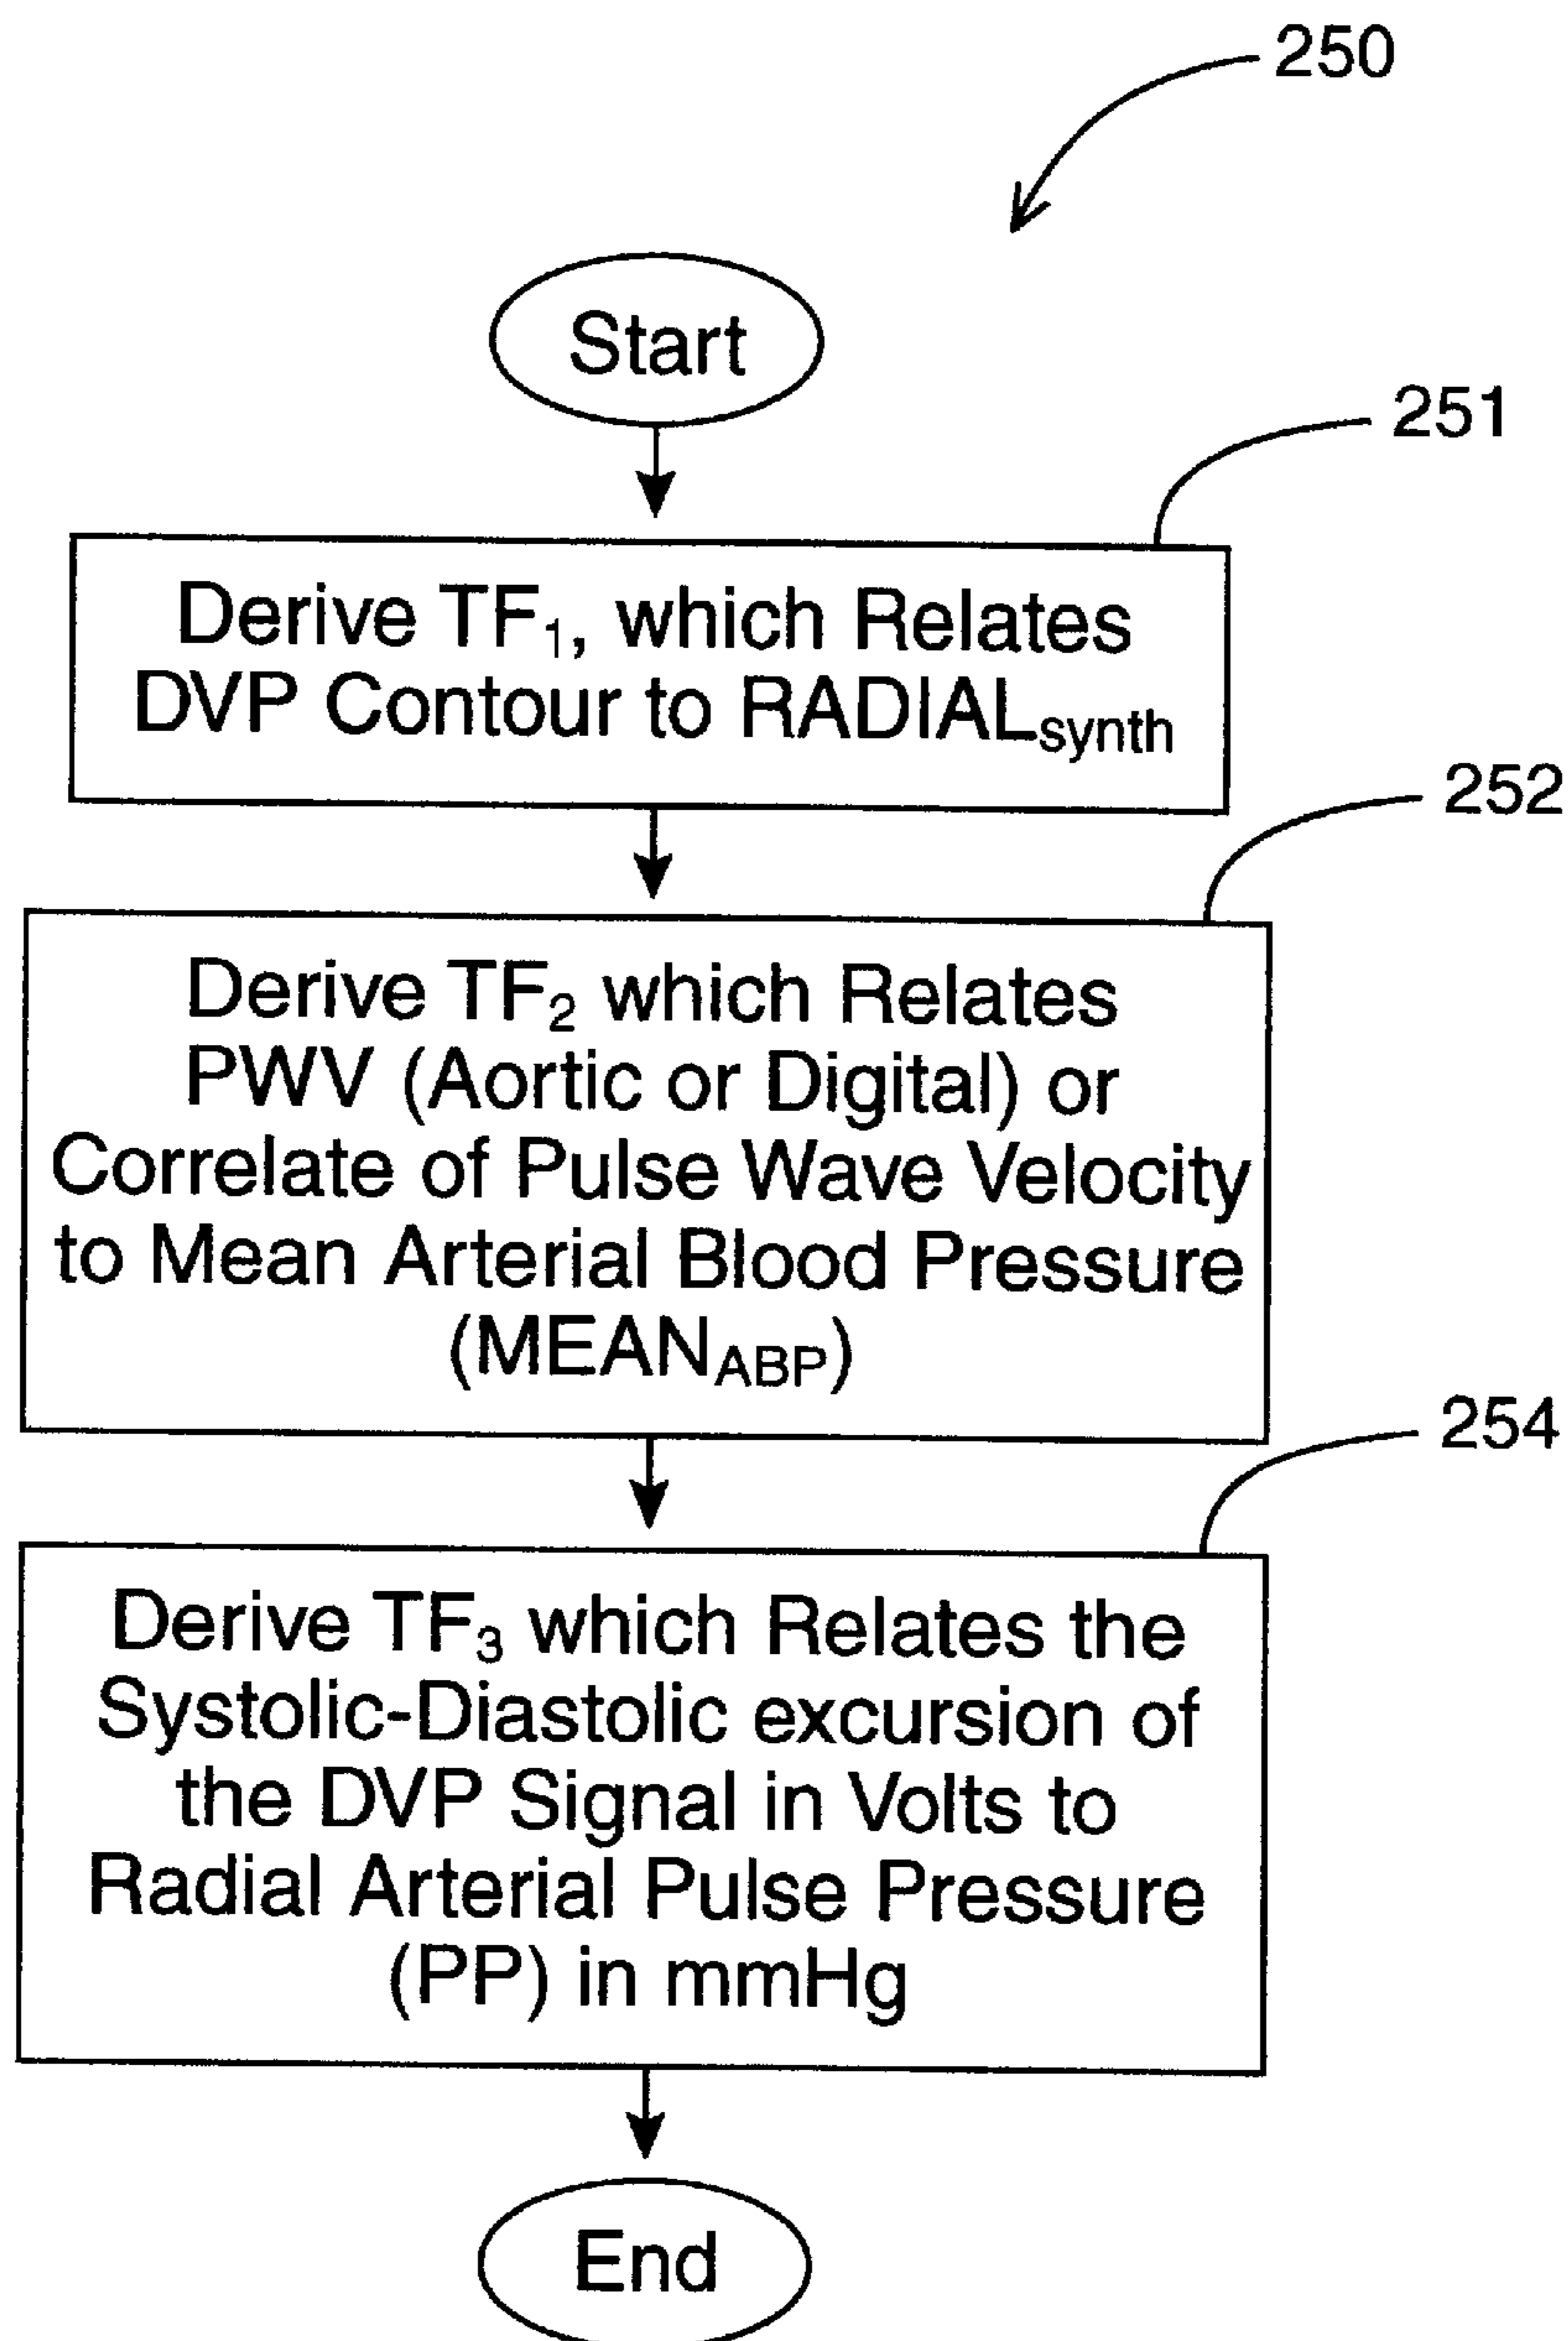 250
Start
251
Derive TF₁, which Relates
DVP Contour to RADIALsynth
252
Derive TF₂ which Relates
PWV (Aortic or Digital) or
Correlate of Pulse Wave Velocity
to Mean Arterial Blood Pressure
(MEANABP)
254
Derive TF₃ which Relates the
Systolic-Diastolic excursion of
the DVP Signal in Volts to
Radial Arterial Pulse Pressure
(PP) in mmHg
End